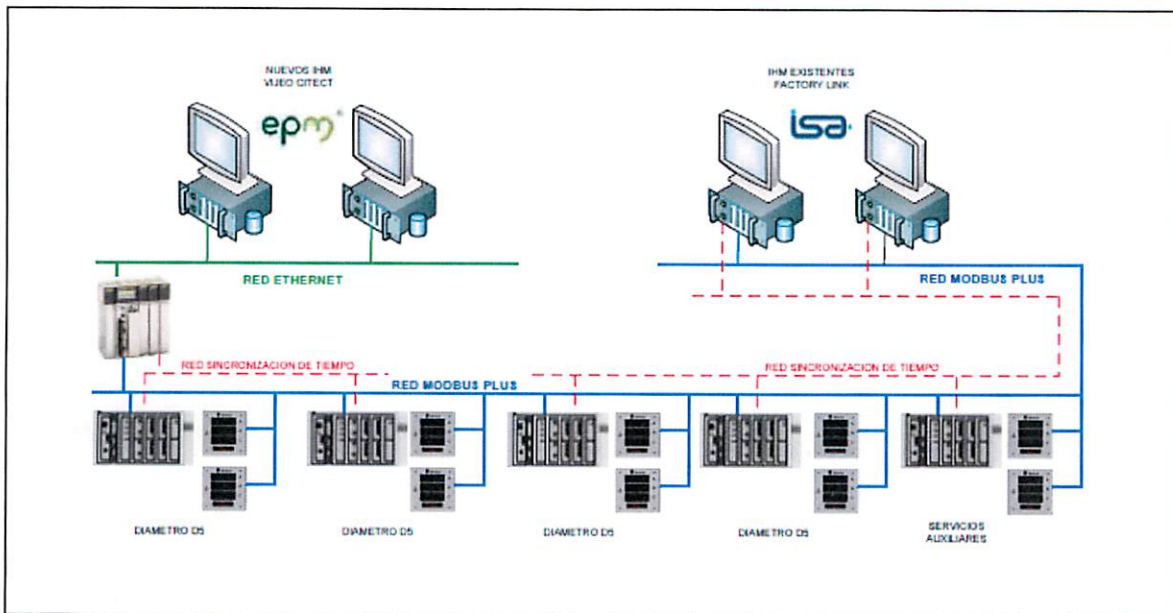 NUEVOS IHM
VIJEO CITECT
epm®
IHM EXISTENTES
FACTORY LINK
isa
RED ETHERNET
RED MODBUS PLUS
RED SINCRONIZACION DE TIEMPO
RED SINCRONIZACION DE TIEMPO
RED MODBUS PLUS
DIAMETRO D5
DIAMETRO D5
DIAMETRO D5
DIAMETRO D5
SERVICIOS
AUXILIARES